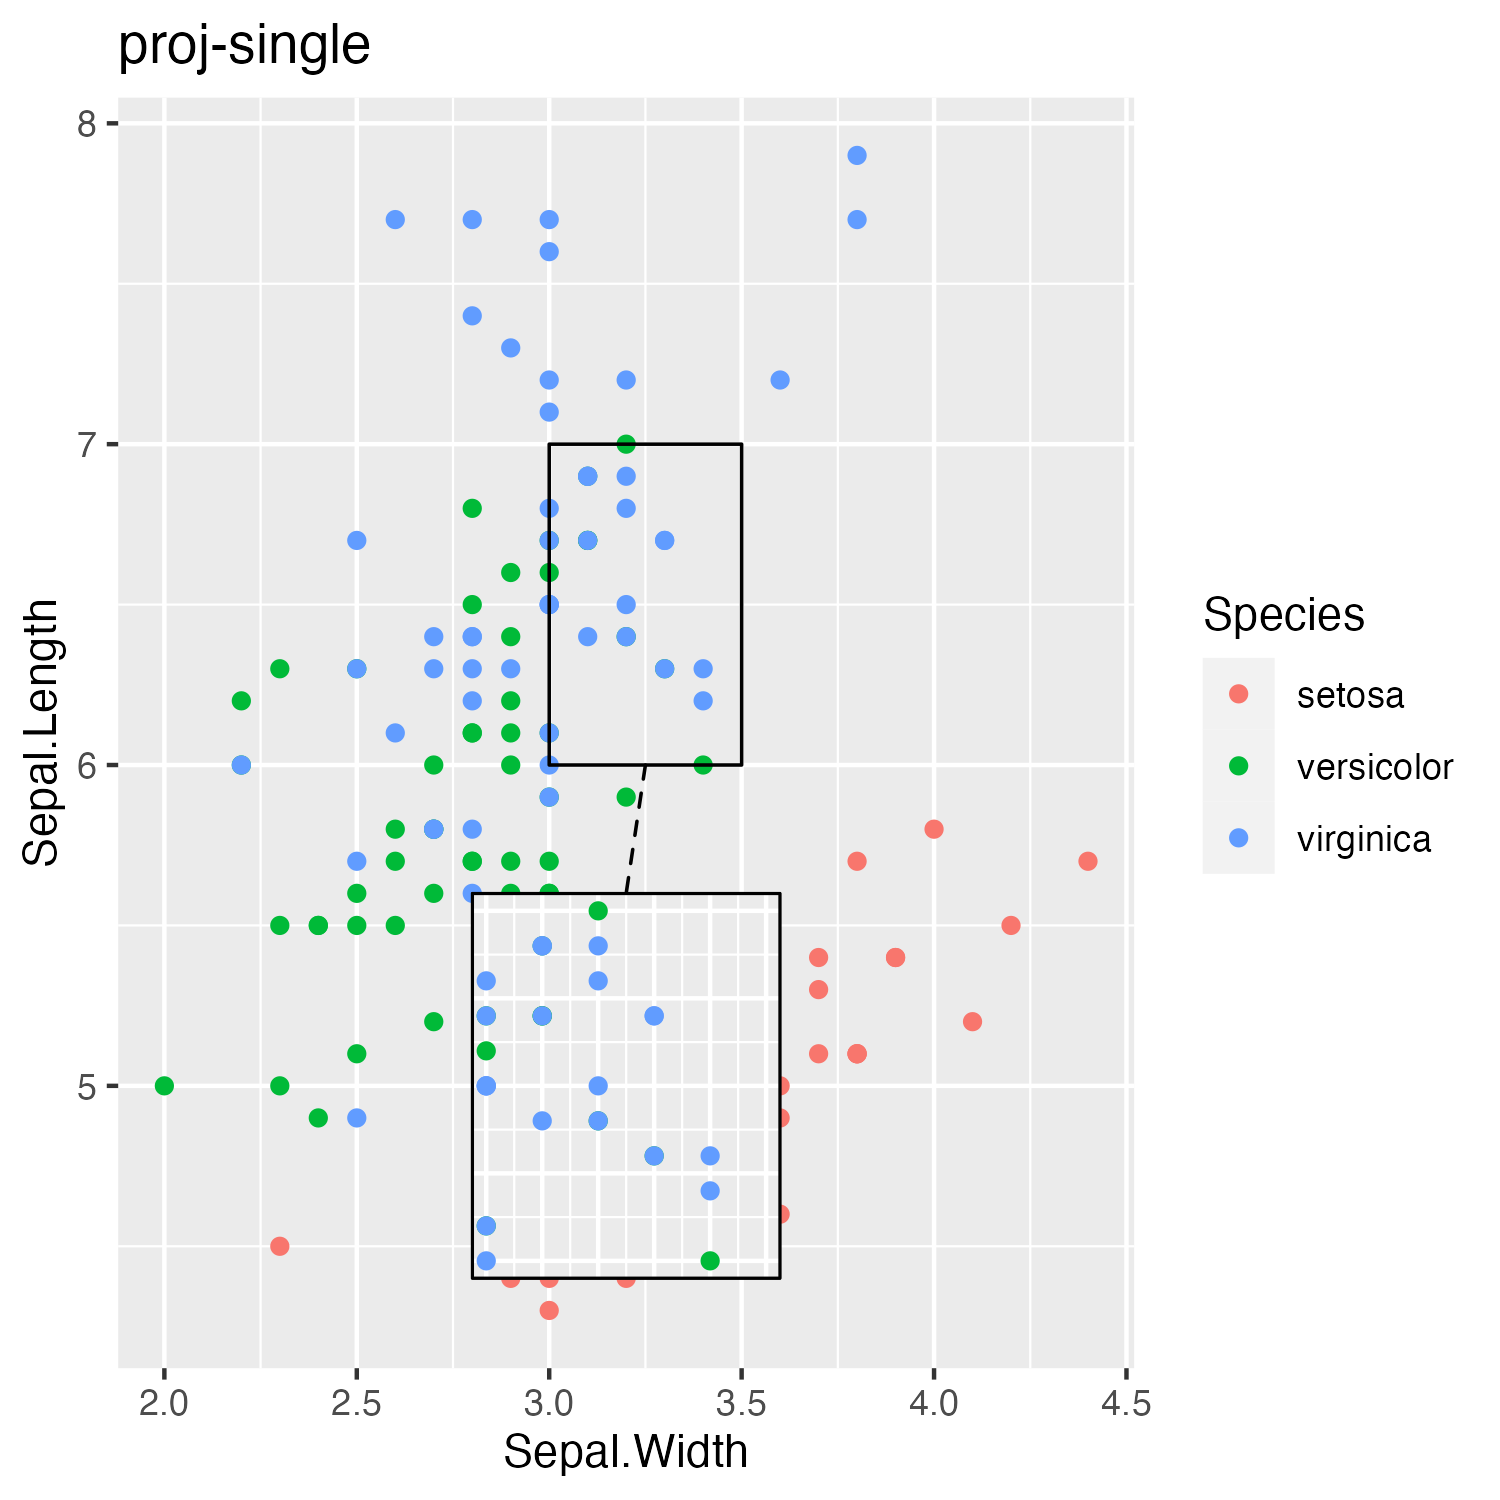 proj-single
8
7
6
5
Sepal.Length
2.0 2.5 3.0 3.5 4.0 4.5
Sepal.Width
Species
setosa
versicolor
virginica